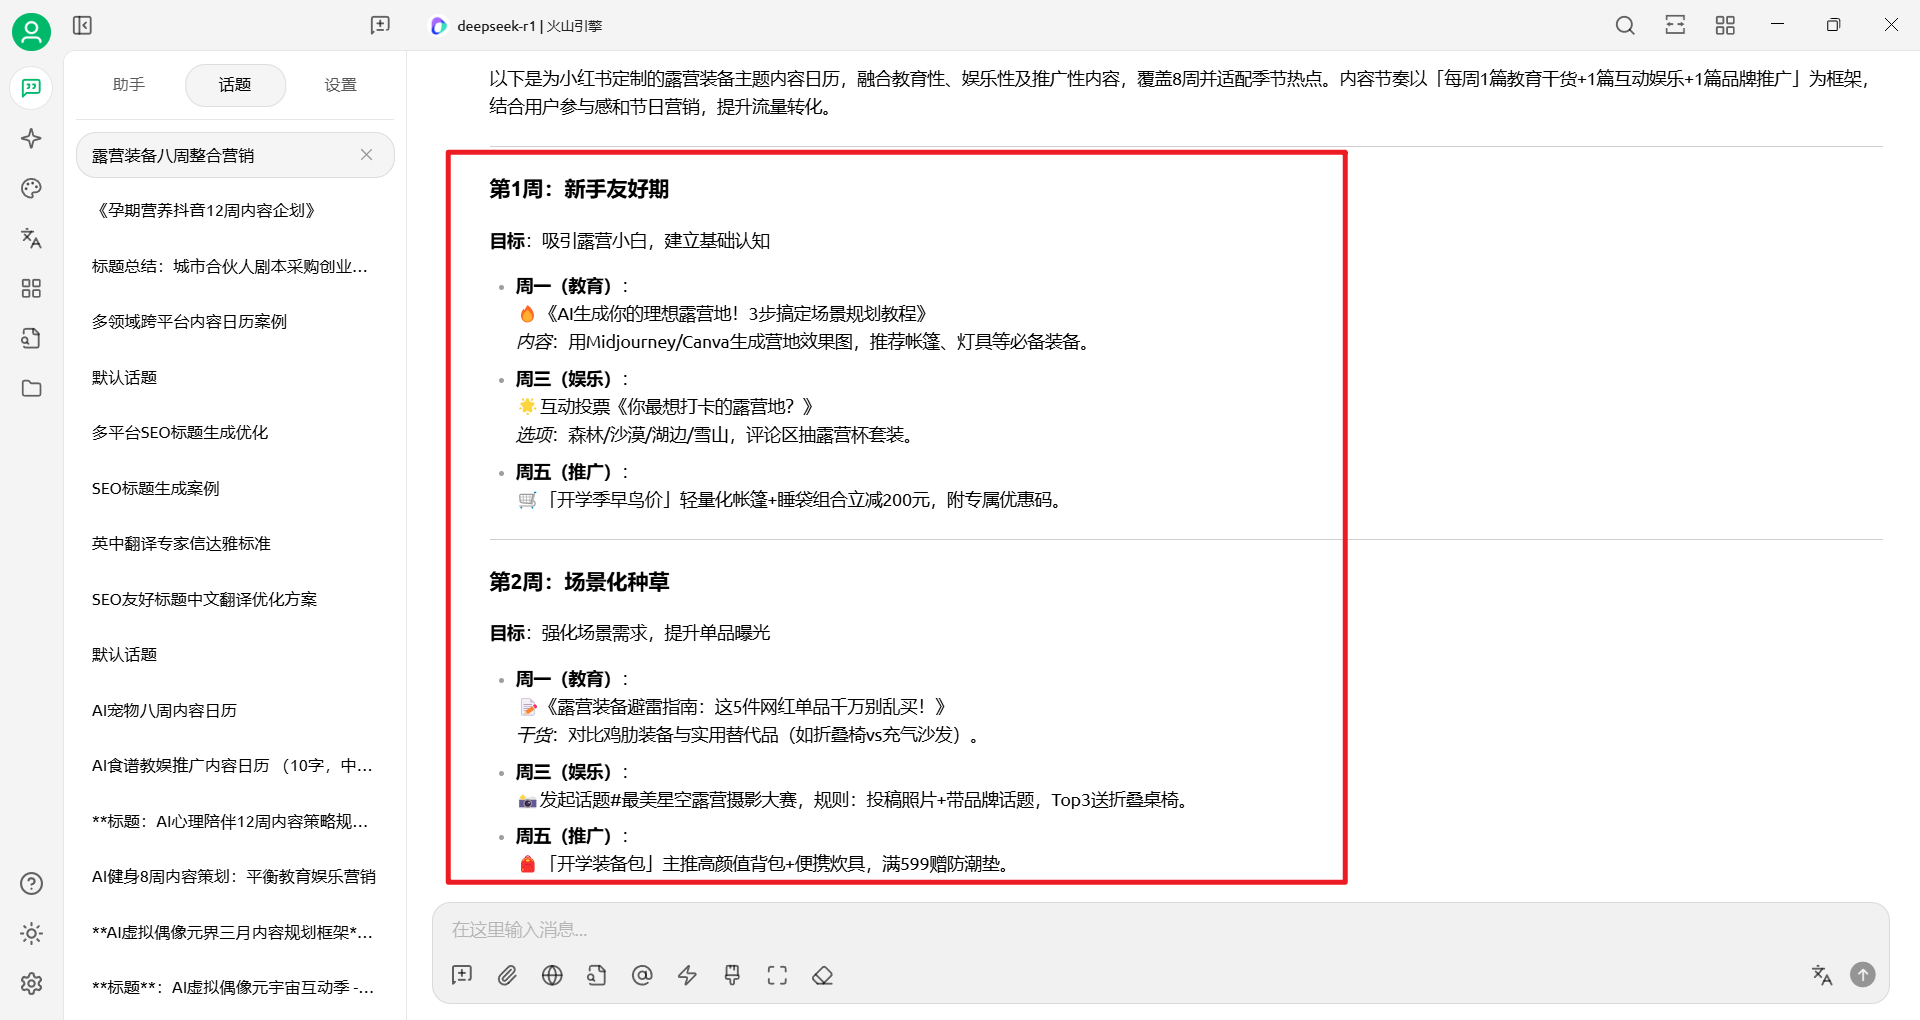 deepseek-r1 | 火山引擎
助手
话题
设置
露营装备八周整合营销
《孕期营养抖音12周内容企划》
标题总结：城市合伙人剧本采购创业...
多领域跨平台内容日历案例
默认话题
多平台SEO标题生成优化
SEO标题生成案例
英中翻译专家信达雅标准
SEO友好标题中文翻译优化方案
默认话题
AI宠物八周内容日历
AI食谱教娱推广内容日历 （10字，中...
**标题：AI心理陪伴12周内容策略规...
AI健身8周内容策划：平衡教育娱乐营销
**AI虚拟偶像元界三月内容规划框架*...
**标题**：AI虚拟偶像元宇宙互动季 -...
以下是为小红书定制的露营装备主题内容日历，融合教育性、娱乐性及推广性内容，覆盖8周并适配季节热点。内容节奏以「每周1篇教育干货+1篇互动娱乐+1篇品牌推广」为框架，
结合用户参与感和节日营销，提升流量转化。
第1周：新手友好期
目标：吸引露营小白，建立基础认知
周一（教育）：
🔥《AI生成你的理想露营地！3步搞定场景规划教程》
内容：用Midjourney/Canva生成营地效果图，推荐帐篷、灯具等必备装备。
周三（娱乐）：
🌟互动投票《你最想打卡的露营地？》
选项：森林/沙漠/湖边/雪山，评论区抽露营杯套装。
周五（推广）：
🛒「开学季早鸟价」轻量化帐篷+睡袋组合立减200元，附专属优惠码。
第2周：场景化种草
目标：强化场景需求，提升单品曝光
周一（教育）：
📝《露营装备避雷指南：这5件网红单品千万别乱买！》
干货：对比鸡肋装备与实用替代品（如折叠椅vs充气沙发）。
周三（娱乐）：
📸发起话题#最美星空露营摄影大赛，规则：投稿照片+带品牌话题，Top3送折叠桌椅。
周五（推广）：
🎒「开学装备包」主推高颜值背包+便携炊具，满599赠防潮垫。
在这里输入消息...